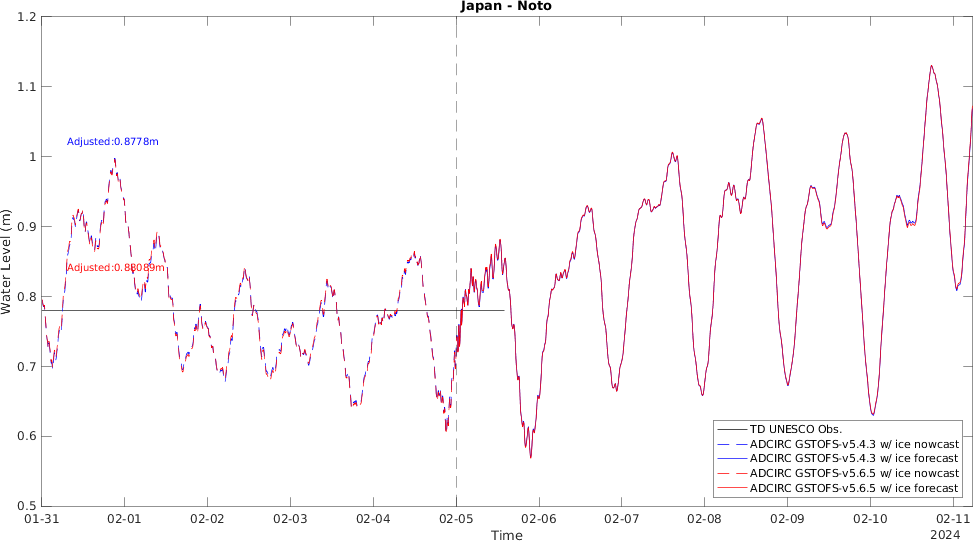 Japan - Noto
1.2
1.1
1
0.9
0.8
0.7
0.6
0.5
Water Level (m)
Adjusted:0.8778m
Adjusted:0.88089m
TD UNESCO Obs.
ADCIRC GSTOFS-v5.4.3 w/ ice nowcast
ADCIRC GSTOFS-v5.4.3 w/ ice forecast
ADCIRC GSTOFS-v5.6.5 w/ ice nowcast
ADCIRC GSTOFS-v5.6.5 w/ ice forecast
01-31 02-01 02-02 02-03 02-04 02-05 02-06 02-07 02-08 02-09 02-10 02-11
2024
Time